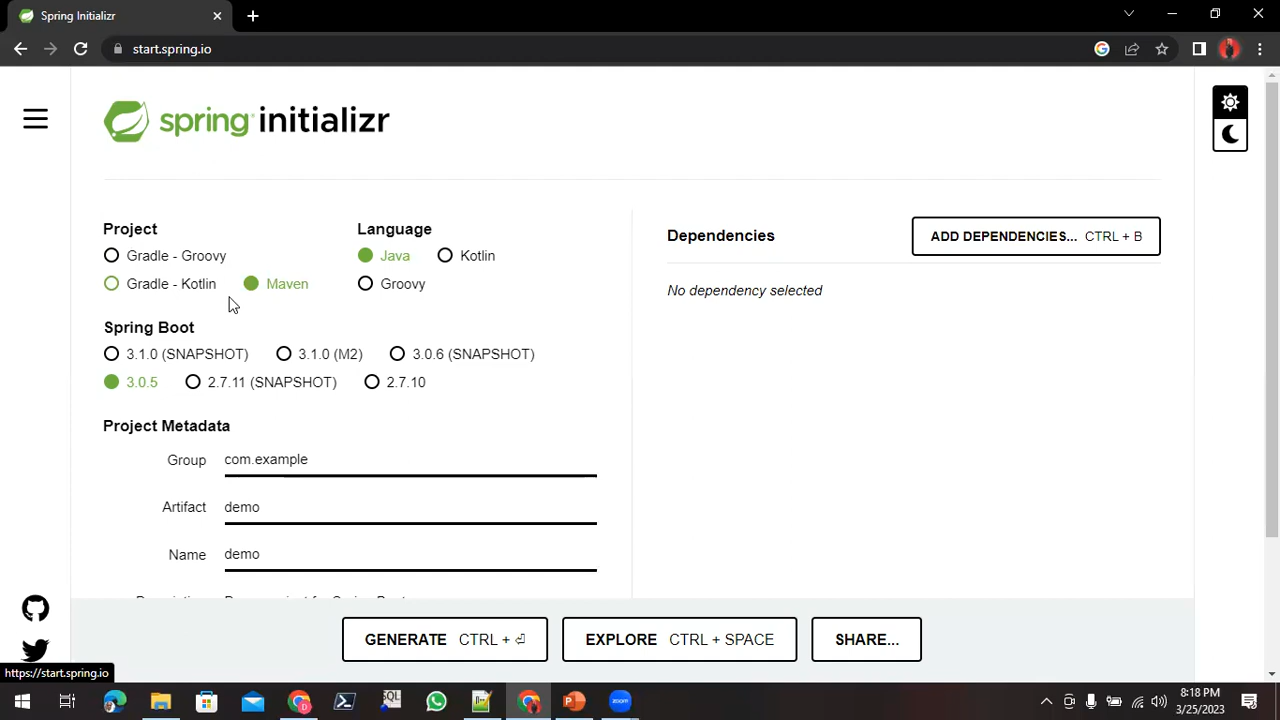 Spring Initializr
start.spring.io
spring initializr
Project
Gradle - Groovy
Gradle - Kotlin
Maven
Language
Java
Kotlin
Groovy
Spring Boot
3.1.0 (SNAPSHOT)
3.1.0 (M2)
3.0.6 (SNAPSHOT)
3.0.5
2.7.11 (SNAPSHOT)
2.7.10
Project Metadata
Group com.example
Artifact demo
Name demo
Dependencies
ADD DEPENDENCIES... CTRL + B
No dependency selected
GENERATE CTRL + ⏎
EXPLORE CTRL + SPACE
SHARE...
https://start.spring.io
SQL
zoom
8:18 PM
3/25/2023